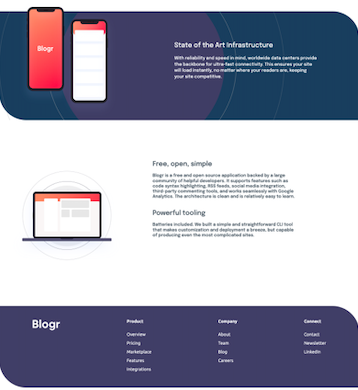 Blogr
State of the Art Infrastructure
With reliability and speed in mind, worldwide data centers provide
the backbone for ultra-fast connectivity. This ensures your site
will load instantly, no matter where your readers are, keeping
your site competitive.
Free, open, simple
Blogr is a free and open source application backed by a large
community of helpful developers. It supports features such as
code syntax highlighting, RSS feeds, social media integration,
third-party commenting tools, and works seamlessly with Google
Analytics. The architecture is clean and is relatively easy to learn.
Powerful tooling
Batteries included. We built a simple and straightforward CLI tool
that makes customization and deployment a breeze, but capable
of producing even the most complicated sites.
Blogr
Product
Overview
Pricing
Marketplace
Features
Integrations
Company
About
Team
Blog
Careers
Connect
Contact
Newsletter
LinkedIn